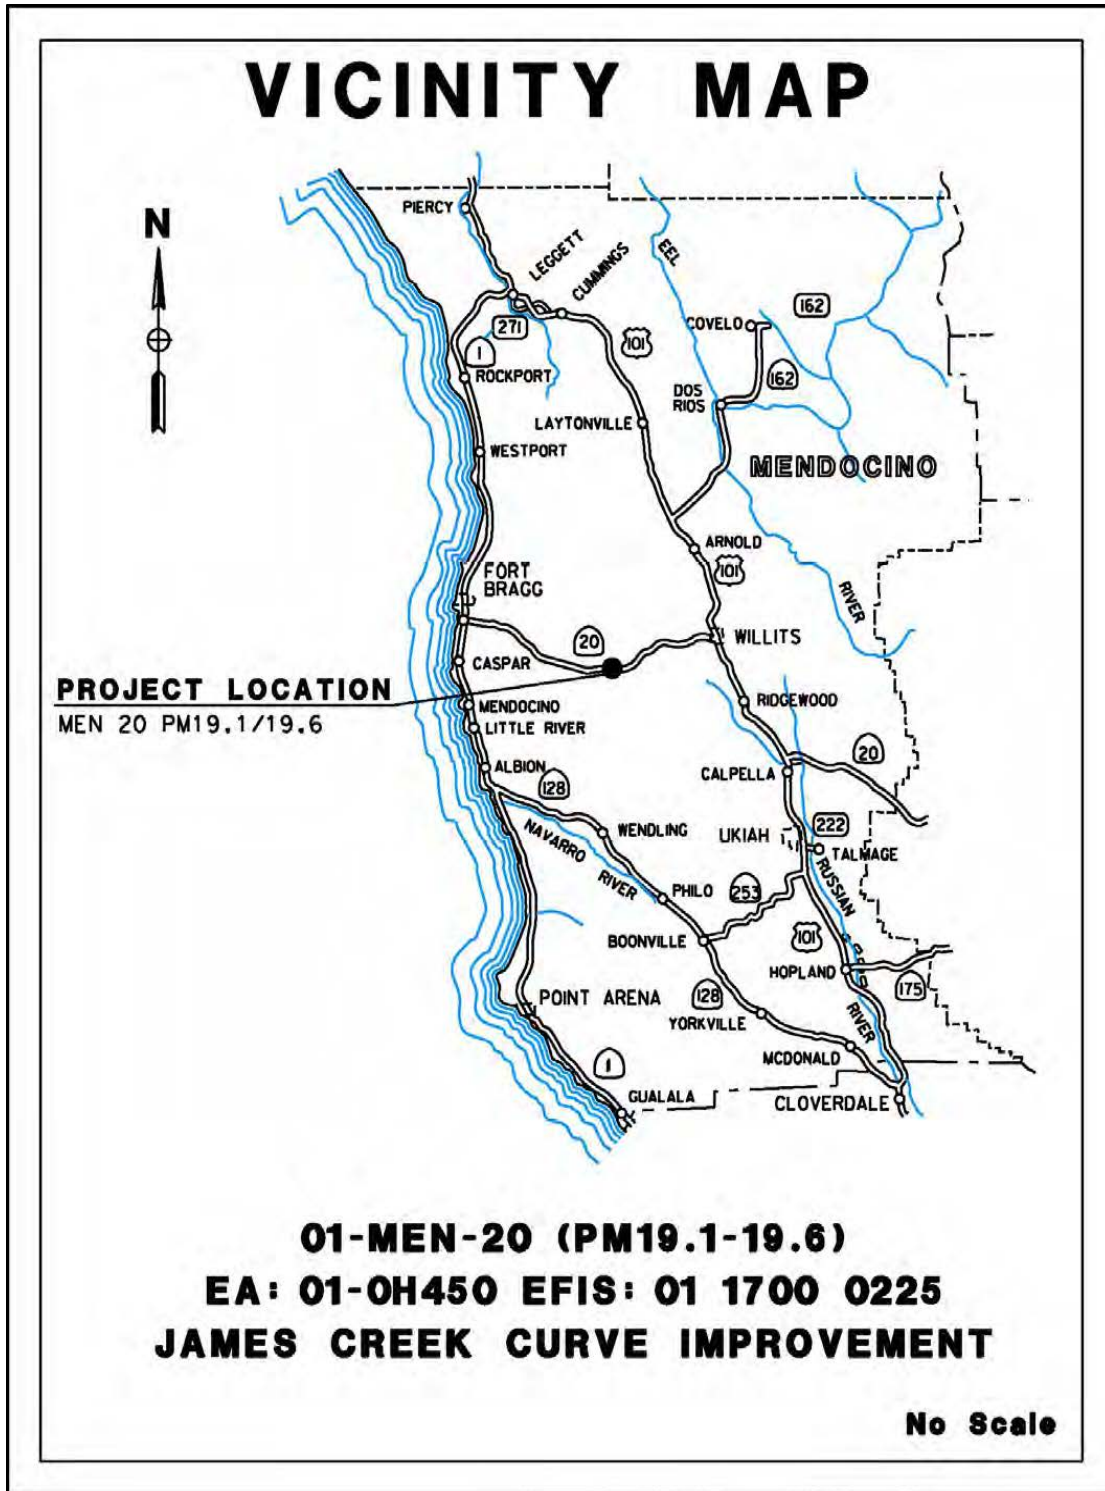 VICINITY MAP
N
PIERCY
LEGGETT
CUMMINGS
EEL
271
1
101
COVELO
162
162
ROCKPORT
DOS
RIOS
LAYTONVILLE
WESTPORT
MENDOCINO
ARNOLD
101
FORT
BRAGG
RIVER
20
WILLITS
CASPAR
PROJECT LOCATION
MEN 20 PM19.1/19.6
MENDOCINO
RIDGEWOOD
LITTLE RIVER
20
ALBION
CALPELLA
128
NAVARRO
RIVER
WENDLING
UKIAH
222
TALMAGE
RUSSIAN
RIVER
PHILO
253
BOONVILLE
101
HOPLAND
175
POINT ARENA
128
YORKVILLE
MCDONALD
1
GUALALA
CLOVERDALE
01-MEN-20 (PM19.1-19.6)
EA: 01-0H450 EFIS: 01 1700 0225
JAMES CREEK CURVE IMPROVEMENT
No Scale